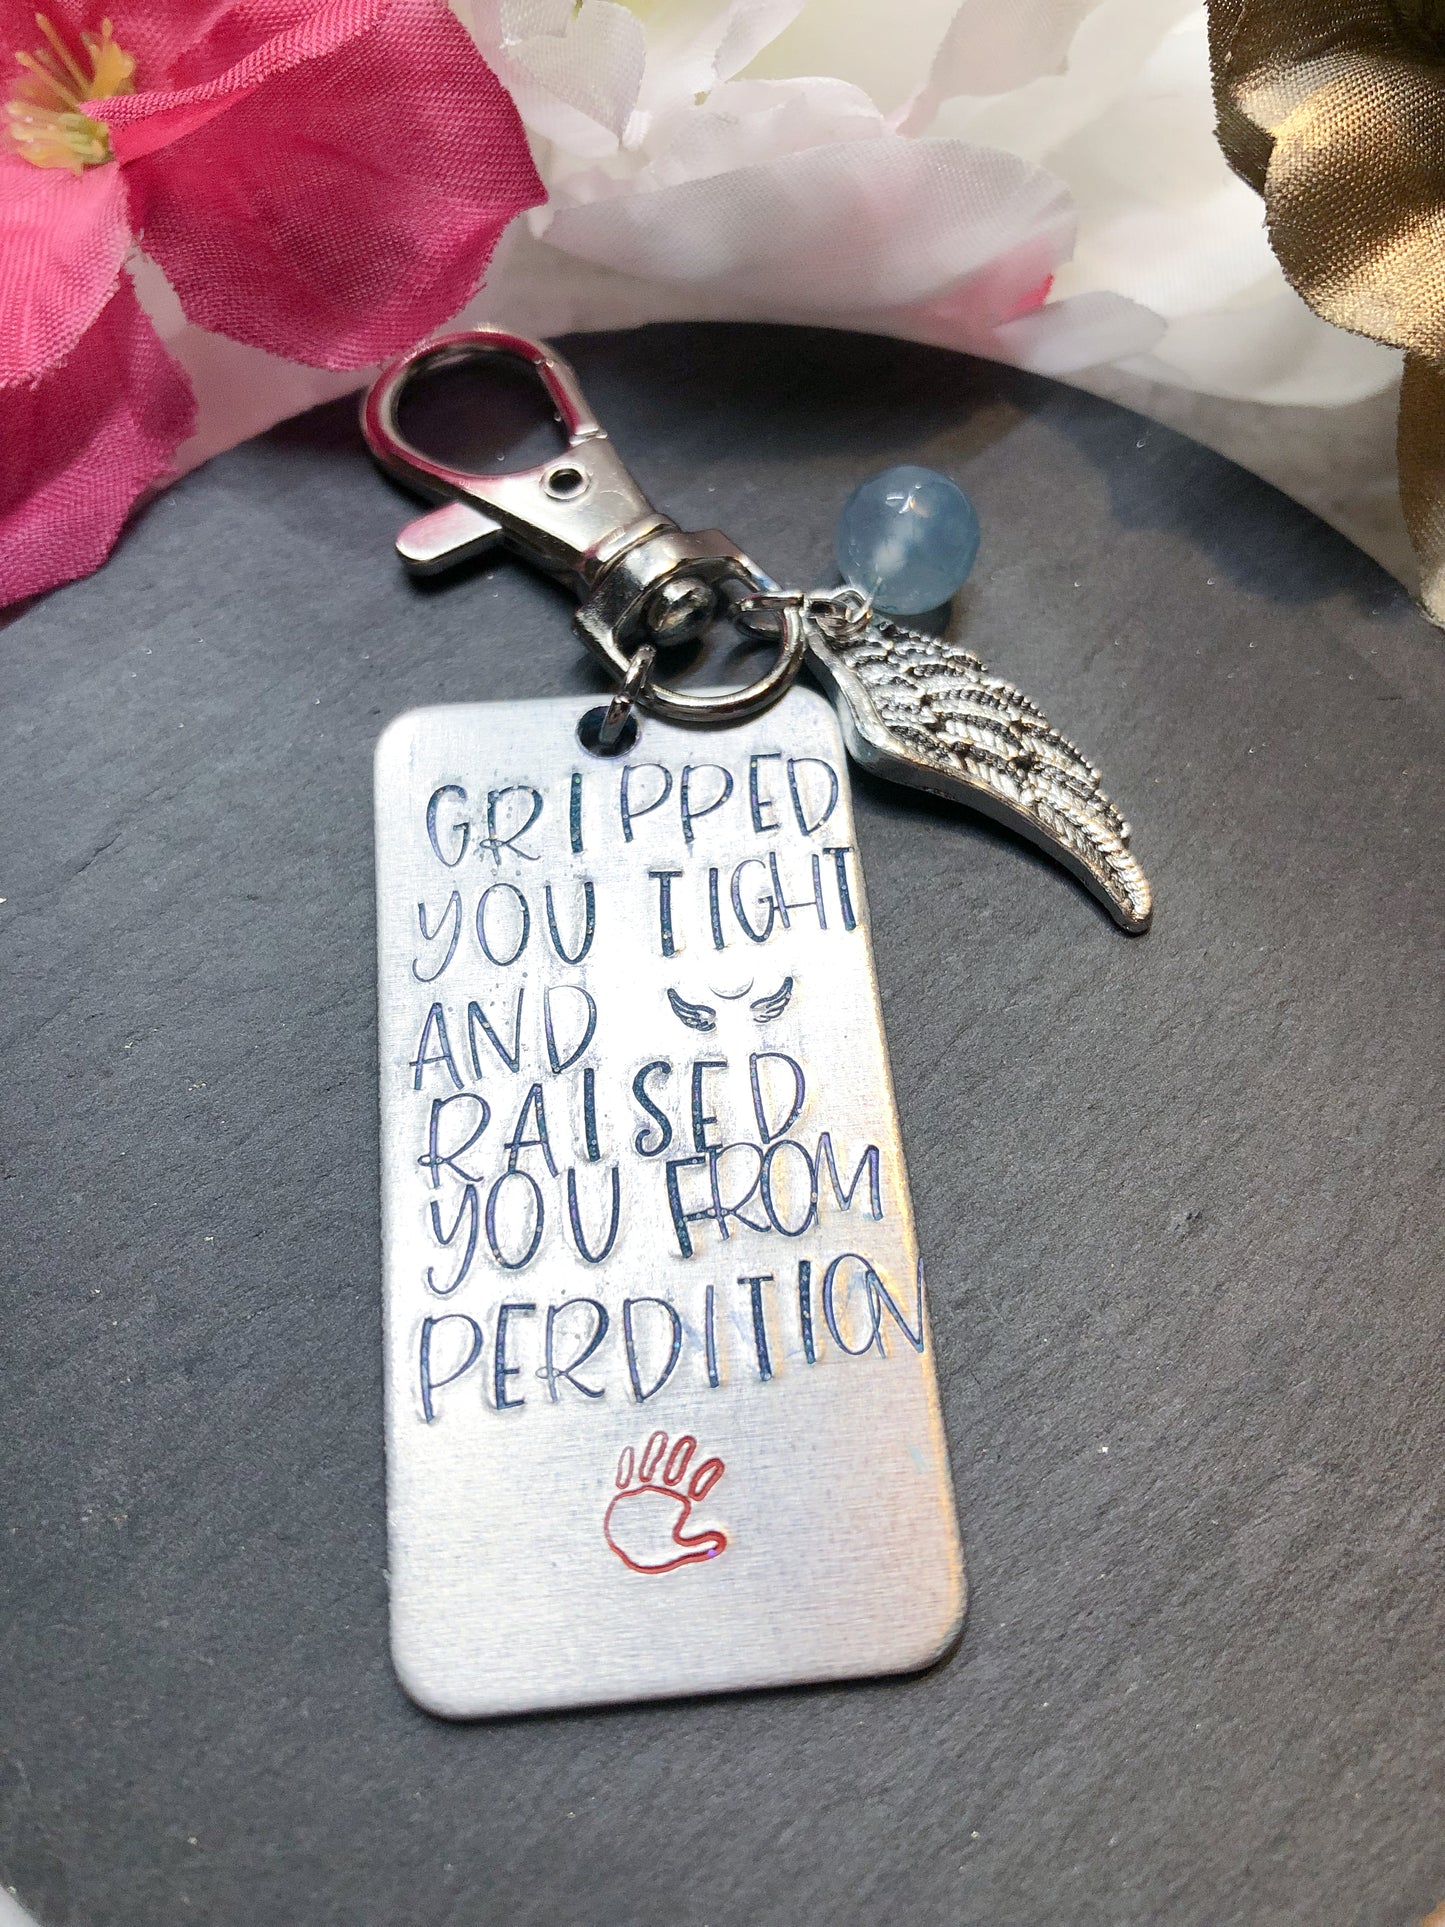 GRIPPED
YOU TIGHT
AND
RAISED
YOU FROM
PERDITION